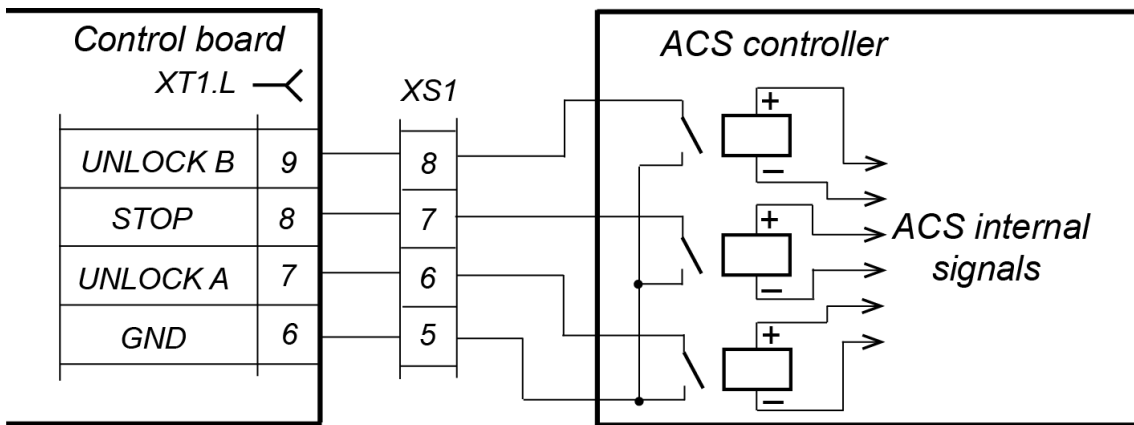 Control board
XT1.L
XS1
ACS controller
UNLOCK B 9 8
STOP 8 7
UNLOCK A 7 6
GND 6 5
+
−
+
−
+
−
ACS internal
signals